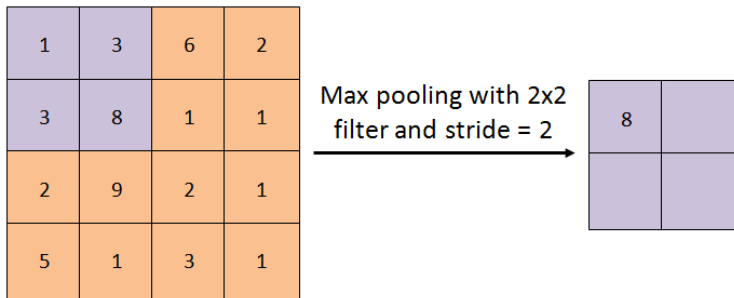 1 3 6 2
3 8 1 1
2 9 2 1
5 1 3 1
Max pooling with 2x2
filter and stride = 2
8